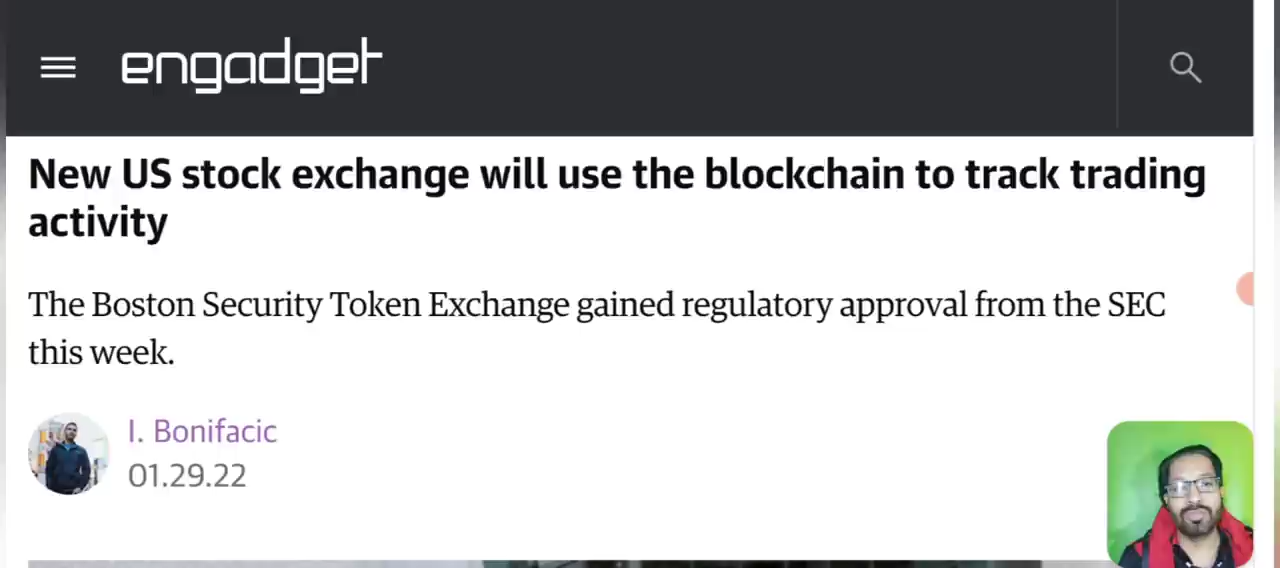 engadget
New US stock exchange will use the blockchain to track trading
activity
The Boston Security Token Exchange gained regulatory approval from the SEC
this week.
I. Bonifacic
01.29.22